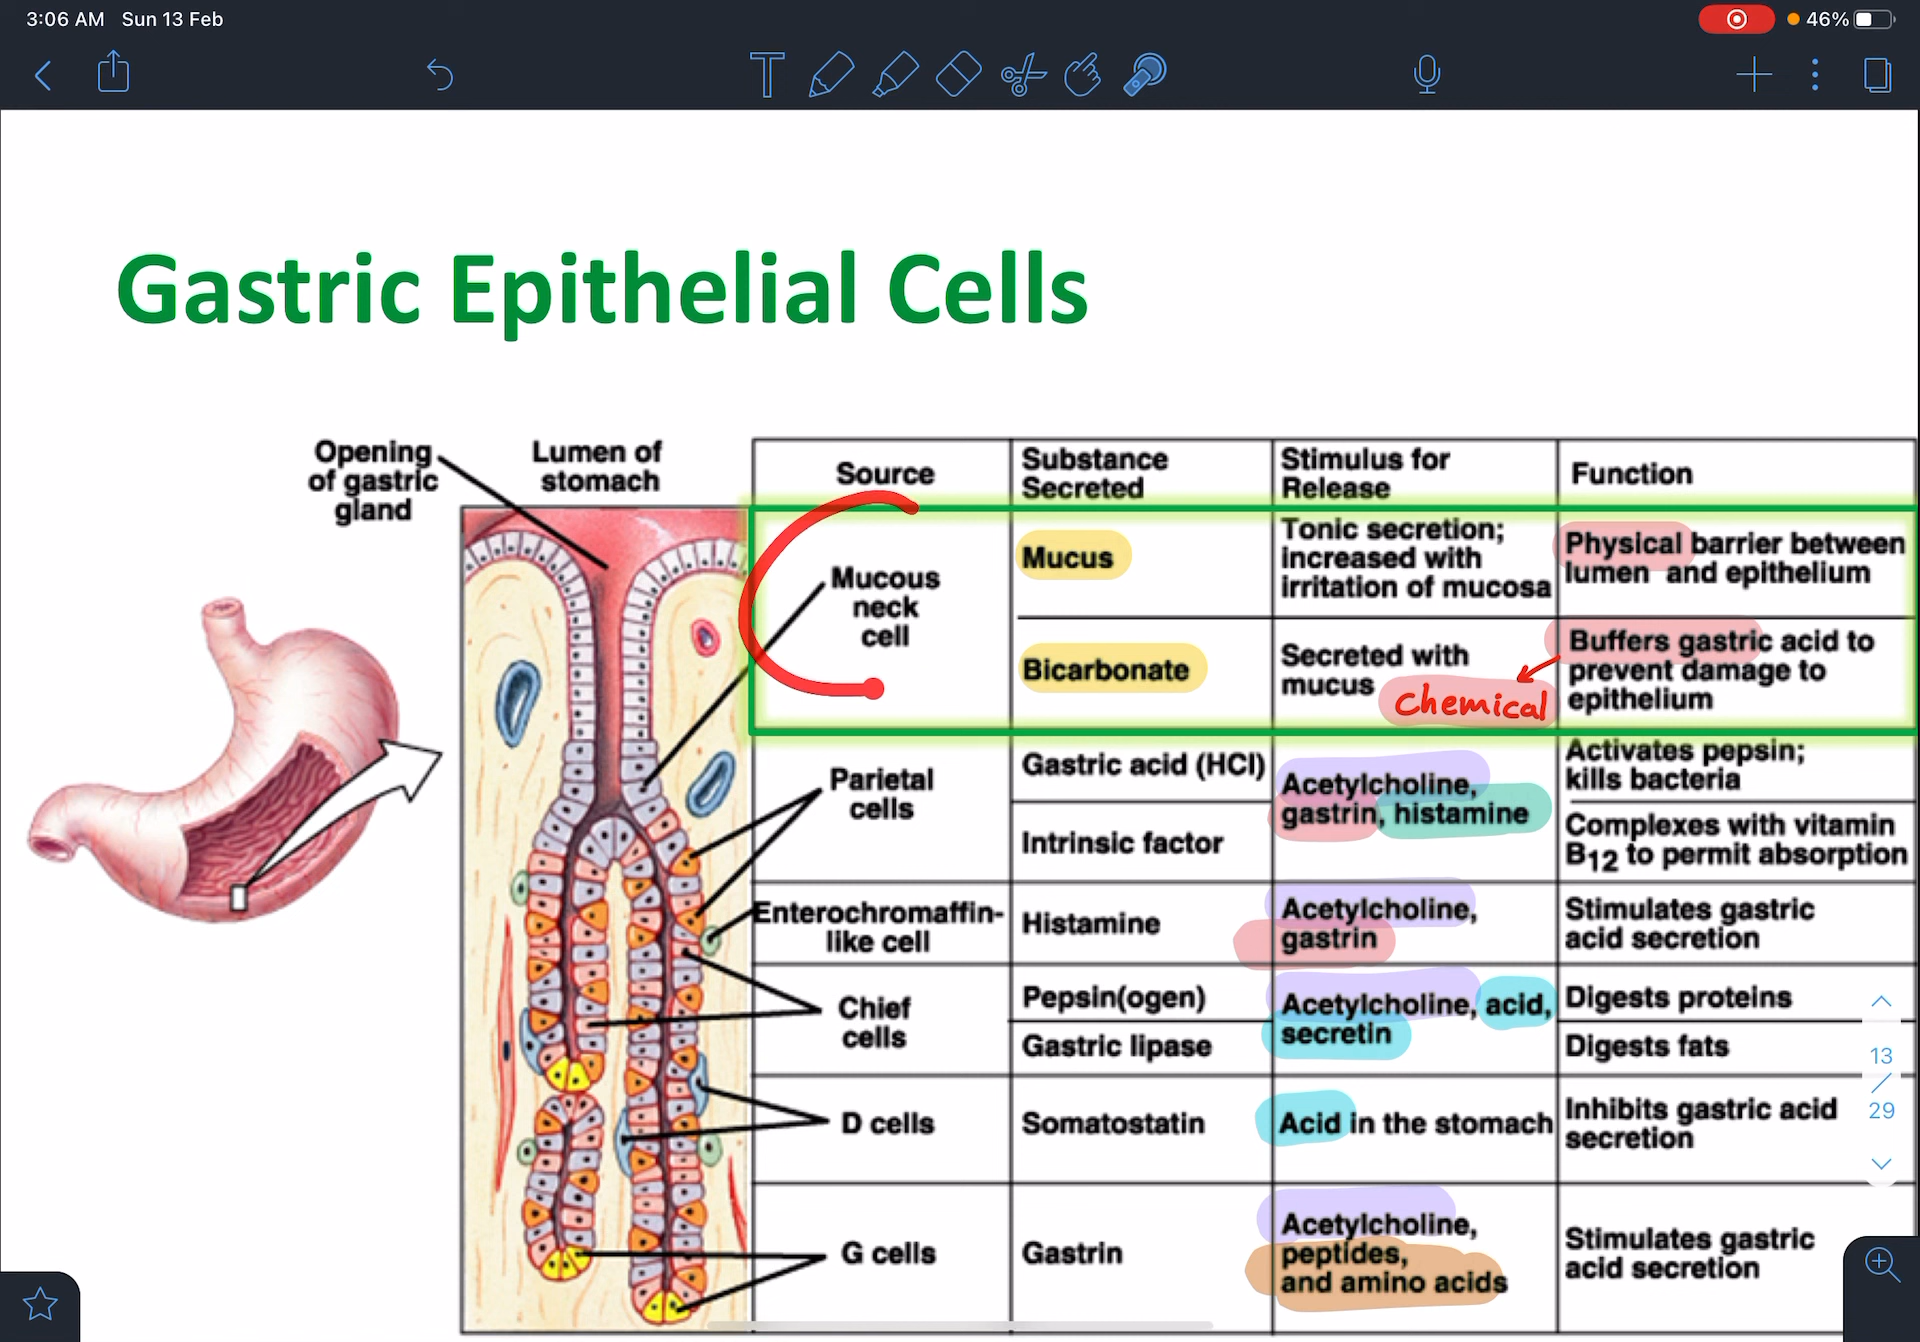 3:06 AM Sun 13 Feb
46%
Gastric Epithelial Cells
Opening
of gastric
gland
Lumen of
stomach
Source
Substance
Secreted
Stimulus for
Release
Function
Mucous
neck
cell
Mucus
Tonic secretion;
increased with
irritation of mucosa
Physical barrier between
lumen and epithelium
Bicarbonate
Secreted with
mucus
Chemical
Buffers gastric acid to
prevent damage to
epithelium
Parietal
cells
Gastric acid (HCl)
Acetylcholine,
gastrin, histamine
Activates pepsin;
kills bacteria
Intrinsic factor
Complexes with vitamin
B12 to permit absorption
Enterochromaffin-
like cell
Histamine
Acetylcholine,
gastrin
Stimulates gastric
acid secretion
Chief
cells
Pepsin(ogen)
Acetylcholine, acid,
secretin
Digests proteins
Gastric lipase
Digests fats
D cells
Somatostatin
Acid in the stomach
Inhibits gastric acid
secretion
G cells
Gastrin
Acetylcholine,
peptides,
and amino acids
Stimulates gastric
acid secretion
13
/
29